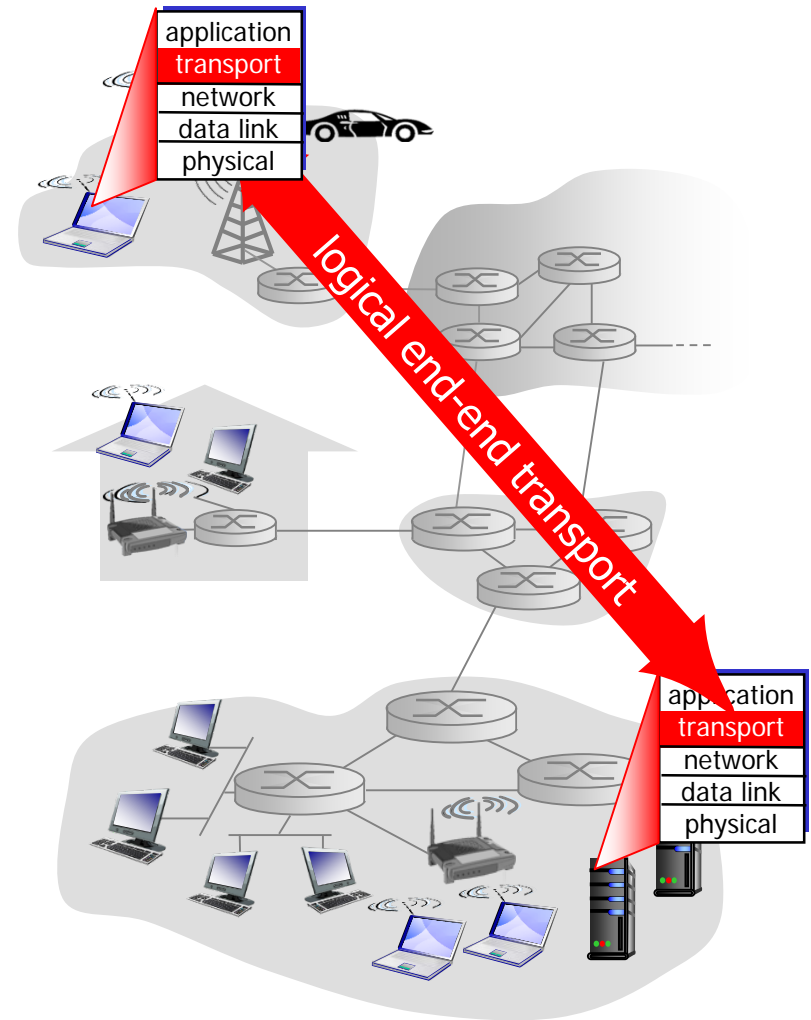 application
transport
network
data link
physical
logical end-end transport
application
transport
network
data link
physical